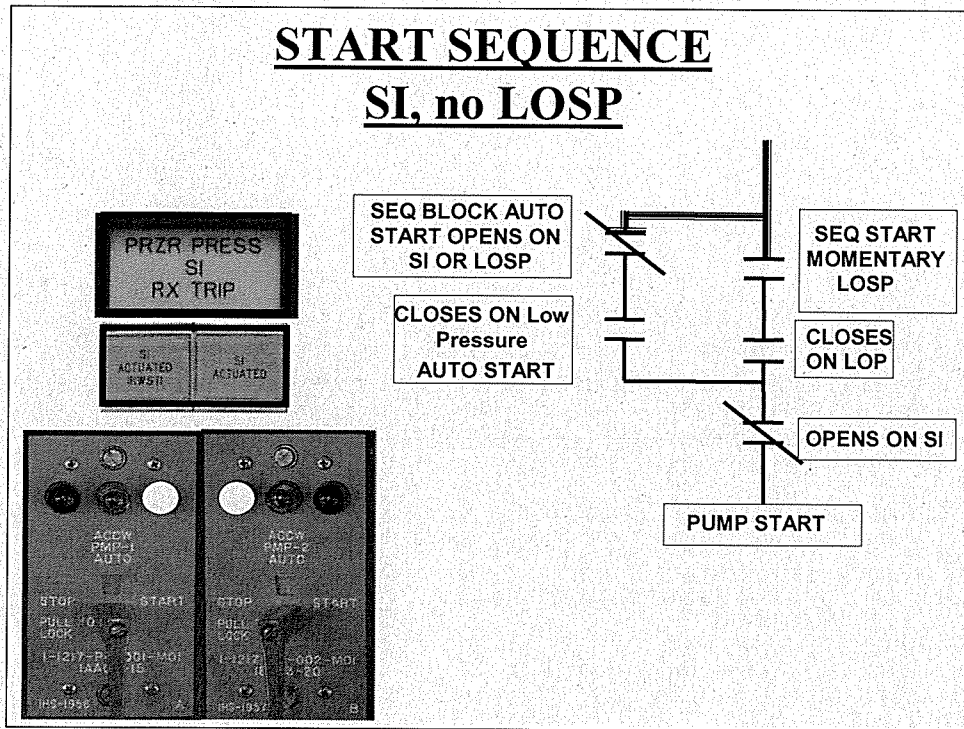 START SEQUENCE
SI, no LOSP
PRZR PRESS
SI
RX TRIP
SI
ACTUATED
SI
ACTUATED
SEQ BLOCK AUTO
START OPENS ON
SI OR LOSP
CLOSES ON Low
Pressure
AUTO START
SEQ START
MOMENTARY
LOSP
CLOSES
ON LOP
OPENS ON SI
PUMP START
ACCW
PMP-1
AUTO
STOP
START
PULL TO
LOCK
A
ACCW
PMP-2
AUTO
STOP
START
PULL
LOCK
B